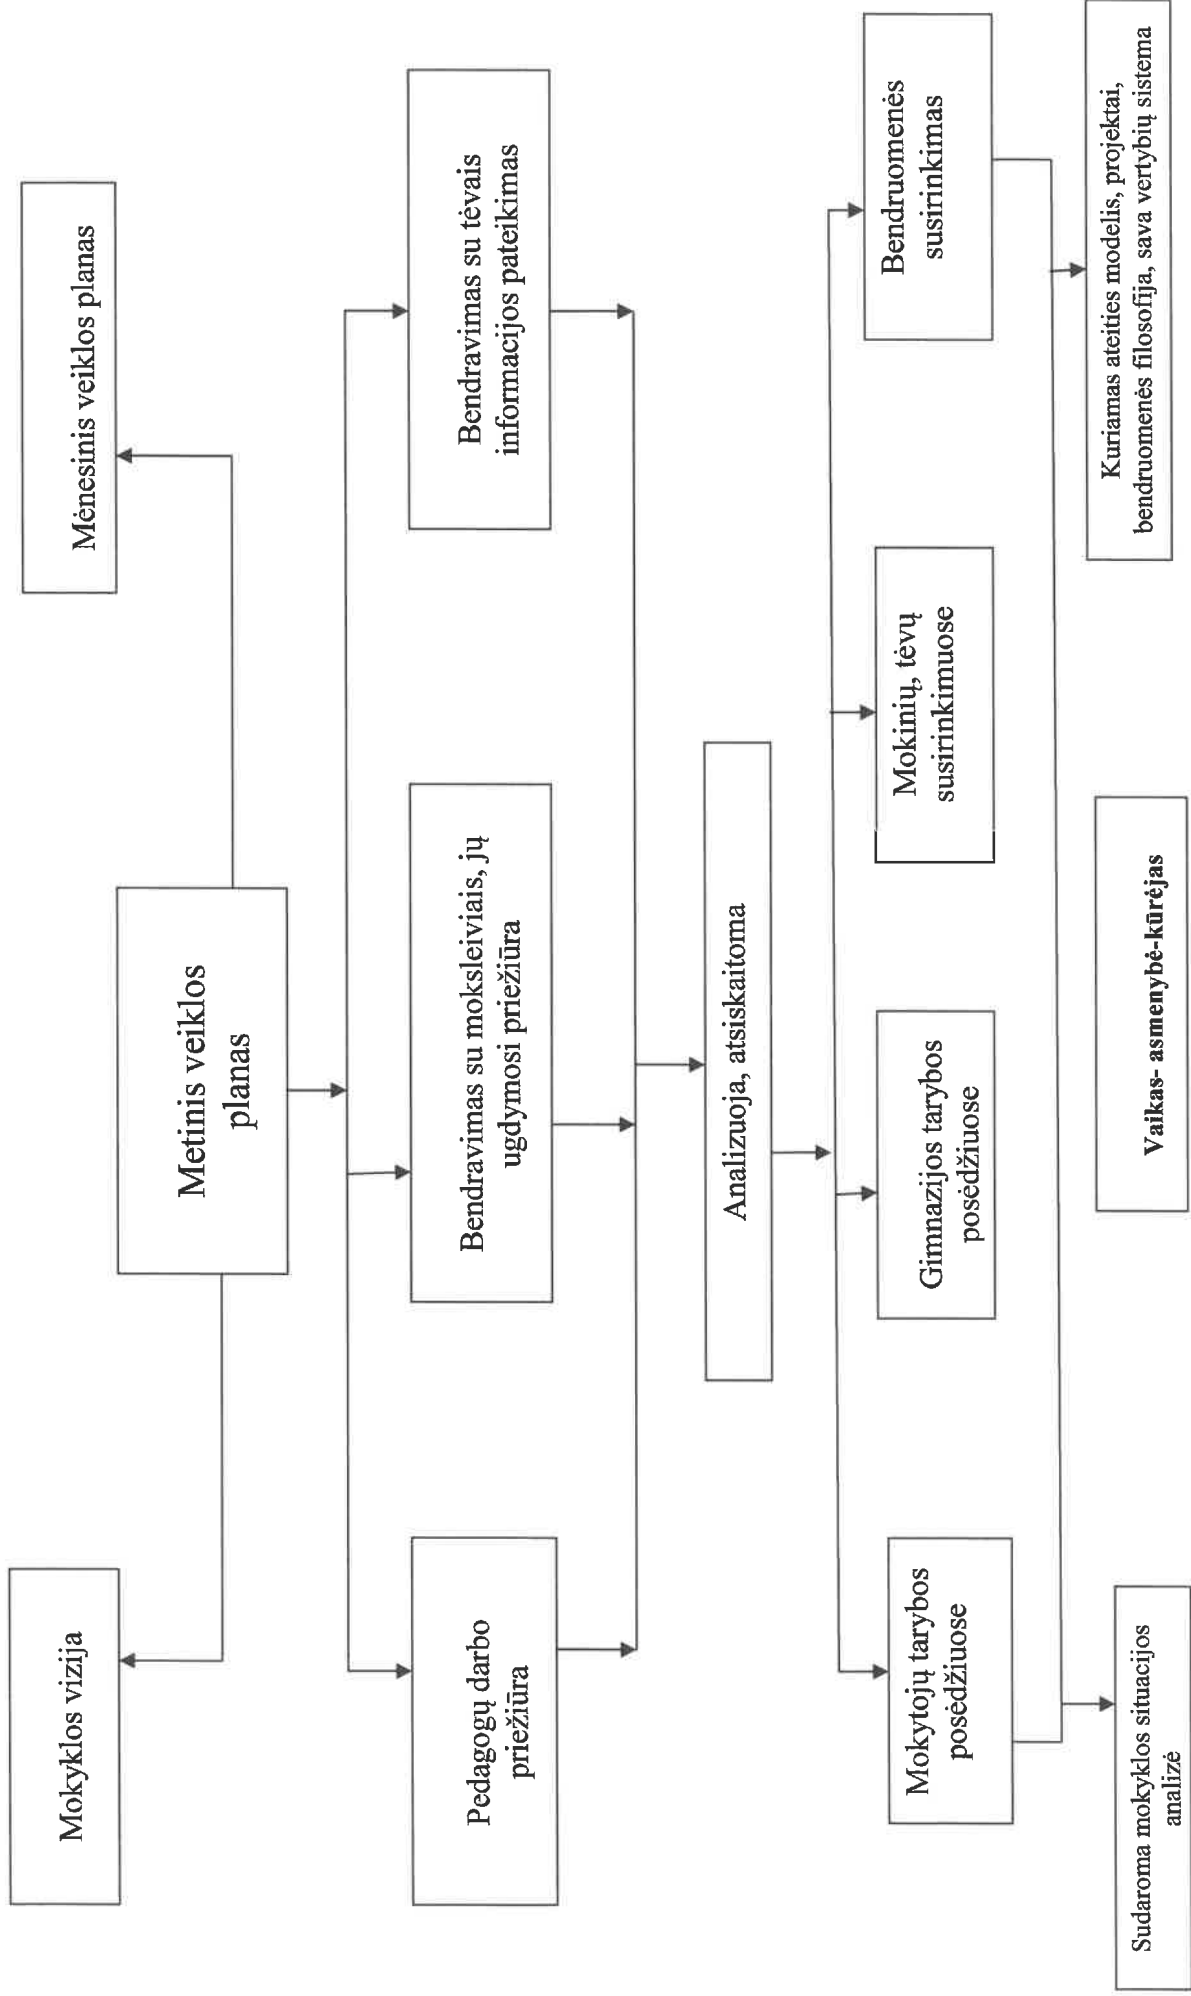 Mokyklos vizija
Mėnesinis veiklos planas
Metinis veiklos
planas
Pedagogų darbo
priežiūra
Bendravimas su moksleiviais, jų
ugdymosi priežiūra
Bendravimas su tėvais
informacijos pateikimas
Analizuoja, atsiskaitoma
Mokytojų tarybos
posėdžiuose
Gimnazijos tarybos
posėdžiuose
Mokinių, tėvų
susirinkimuose
Bendruomenės
susirinkimas
Sudaroma mokyklos situacijos
analizė
Vaikas- asmenybė-kūrėjas
Kuriamas ateities modelis, projektai,
bendruomenės filosofija, sava vertybių sistema